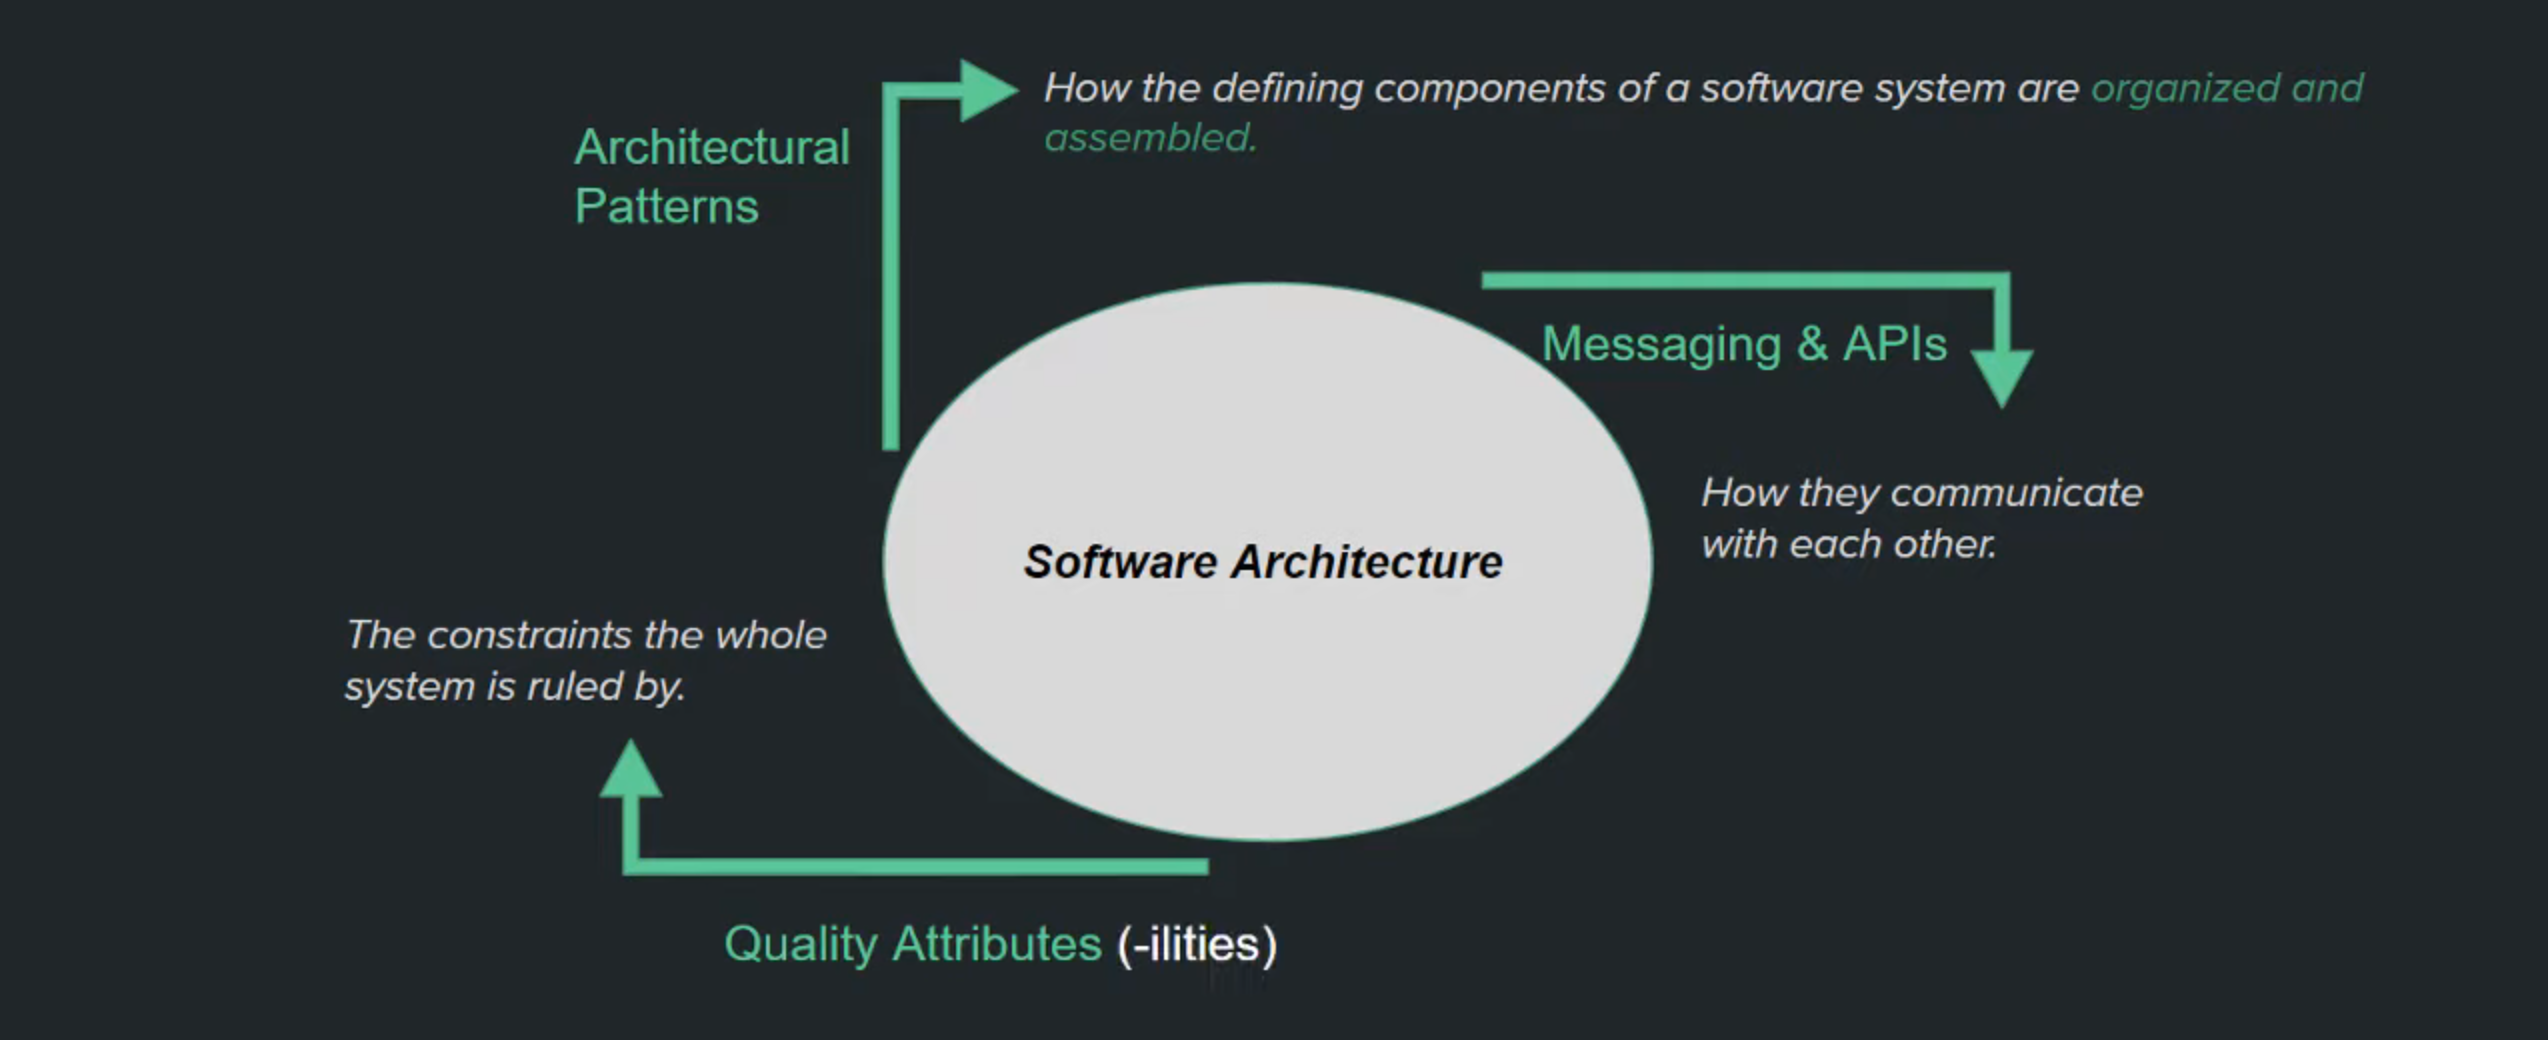 How the defining components of a software system are organized and
assembled.
Architectural
Patterns
Messaging & APIs
How they communicate
with each other.
Software Architecture
The constraints the whole
system is ruled by.
Quality Attributes (-ilities)